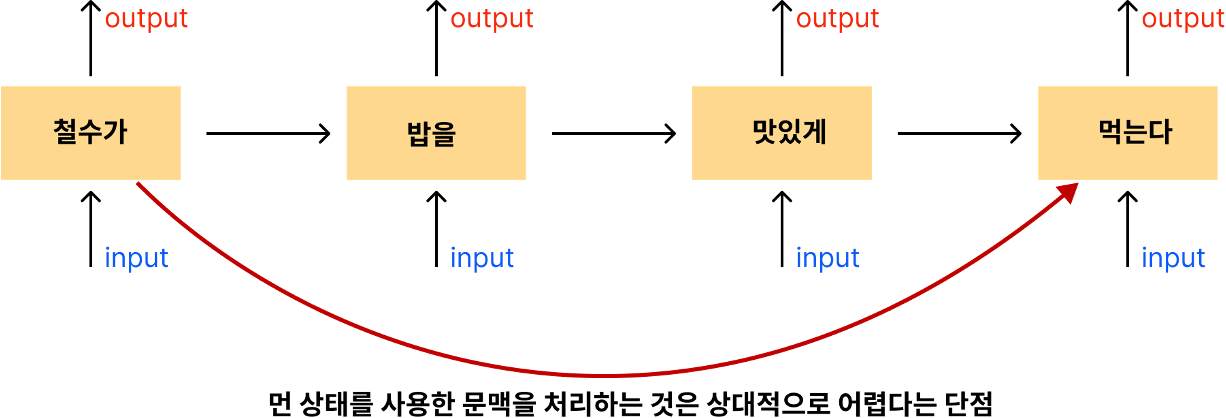 output output output output
철수가 밥을 맛있게 먹는다
input input input input
먼 상태를 사용한 문맥을 처리하는 것은 상대적으로 어렵다는 단점